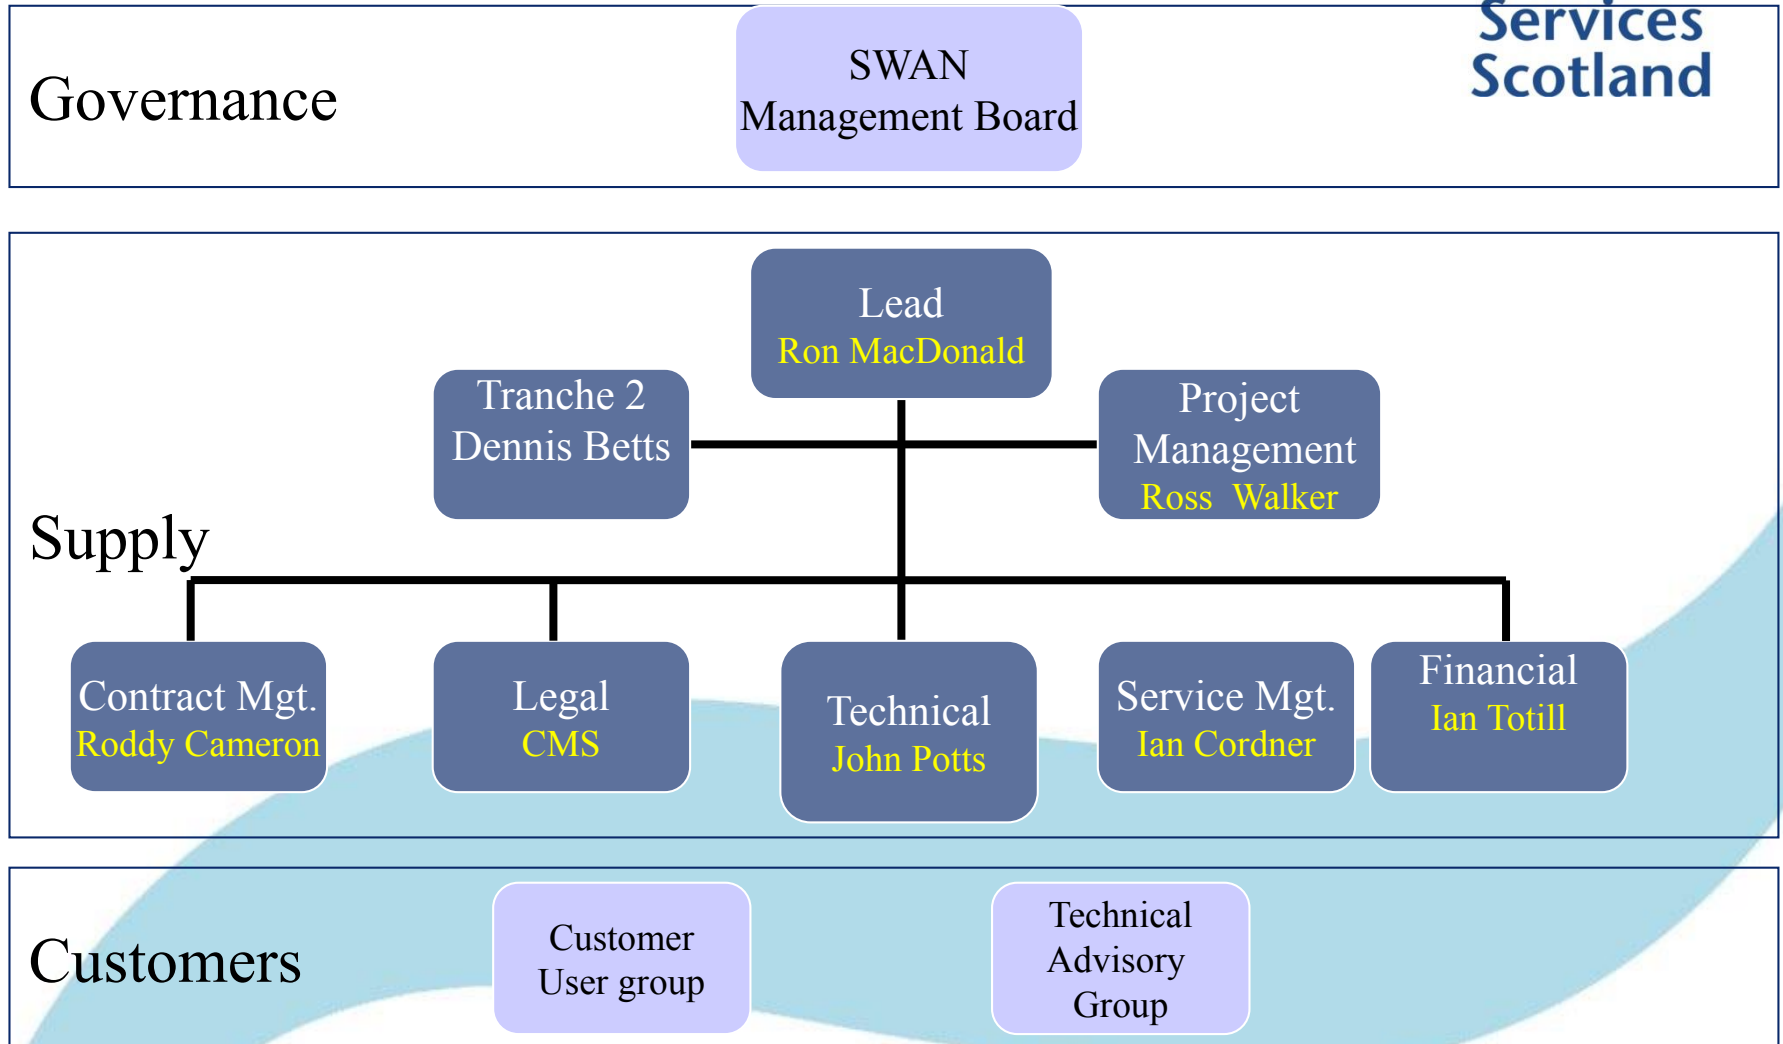 Services
Scotland
Governance
SWAN
Management Board
Supply
Lead
Ron MacDonald
Tranche 2
Dennis Betts
Project
Management
Ross  Walker
Contract Mgt.
Roddy Cameron
Legal
CMS
Technical
John Potts
Service Mgt.
Ian Cordner
Financial
Ian Totill
Customers
Customer
User group
Technical
Advisory
Group